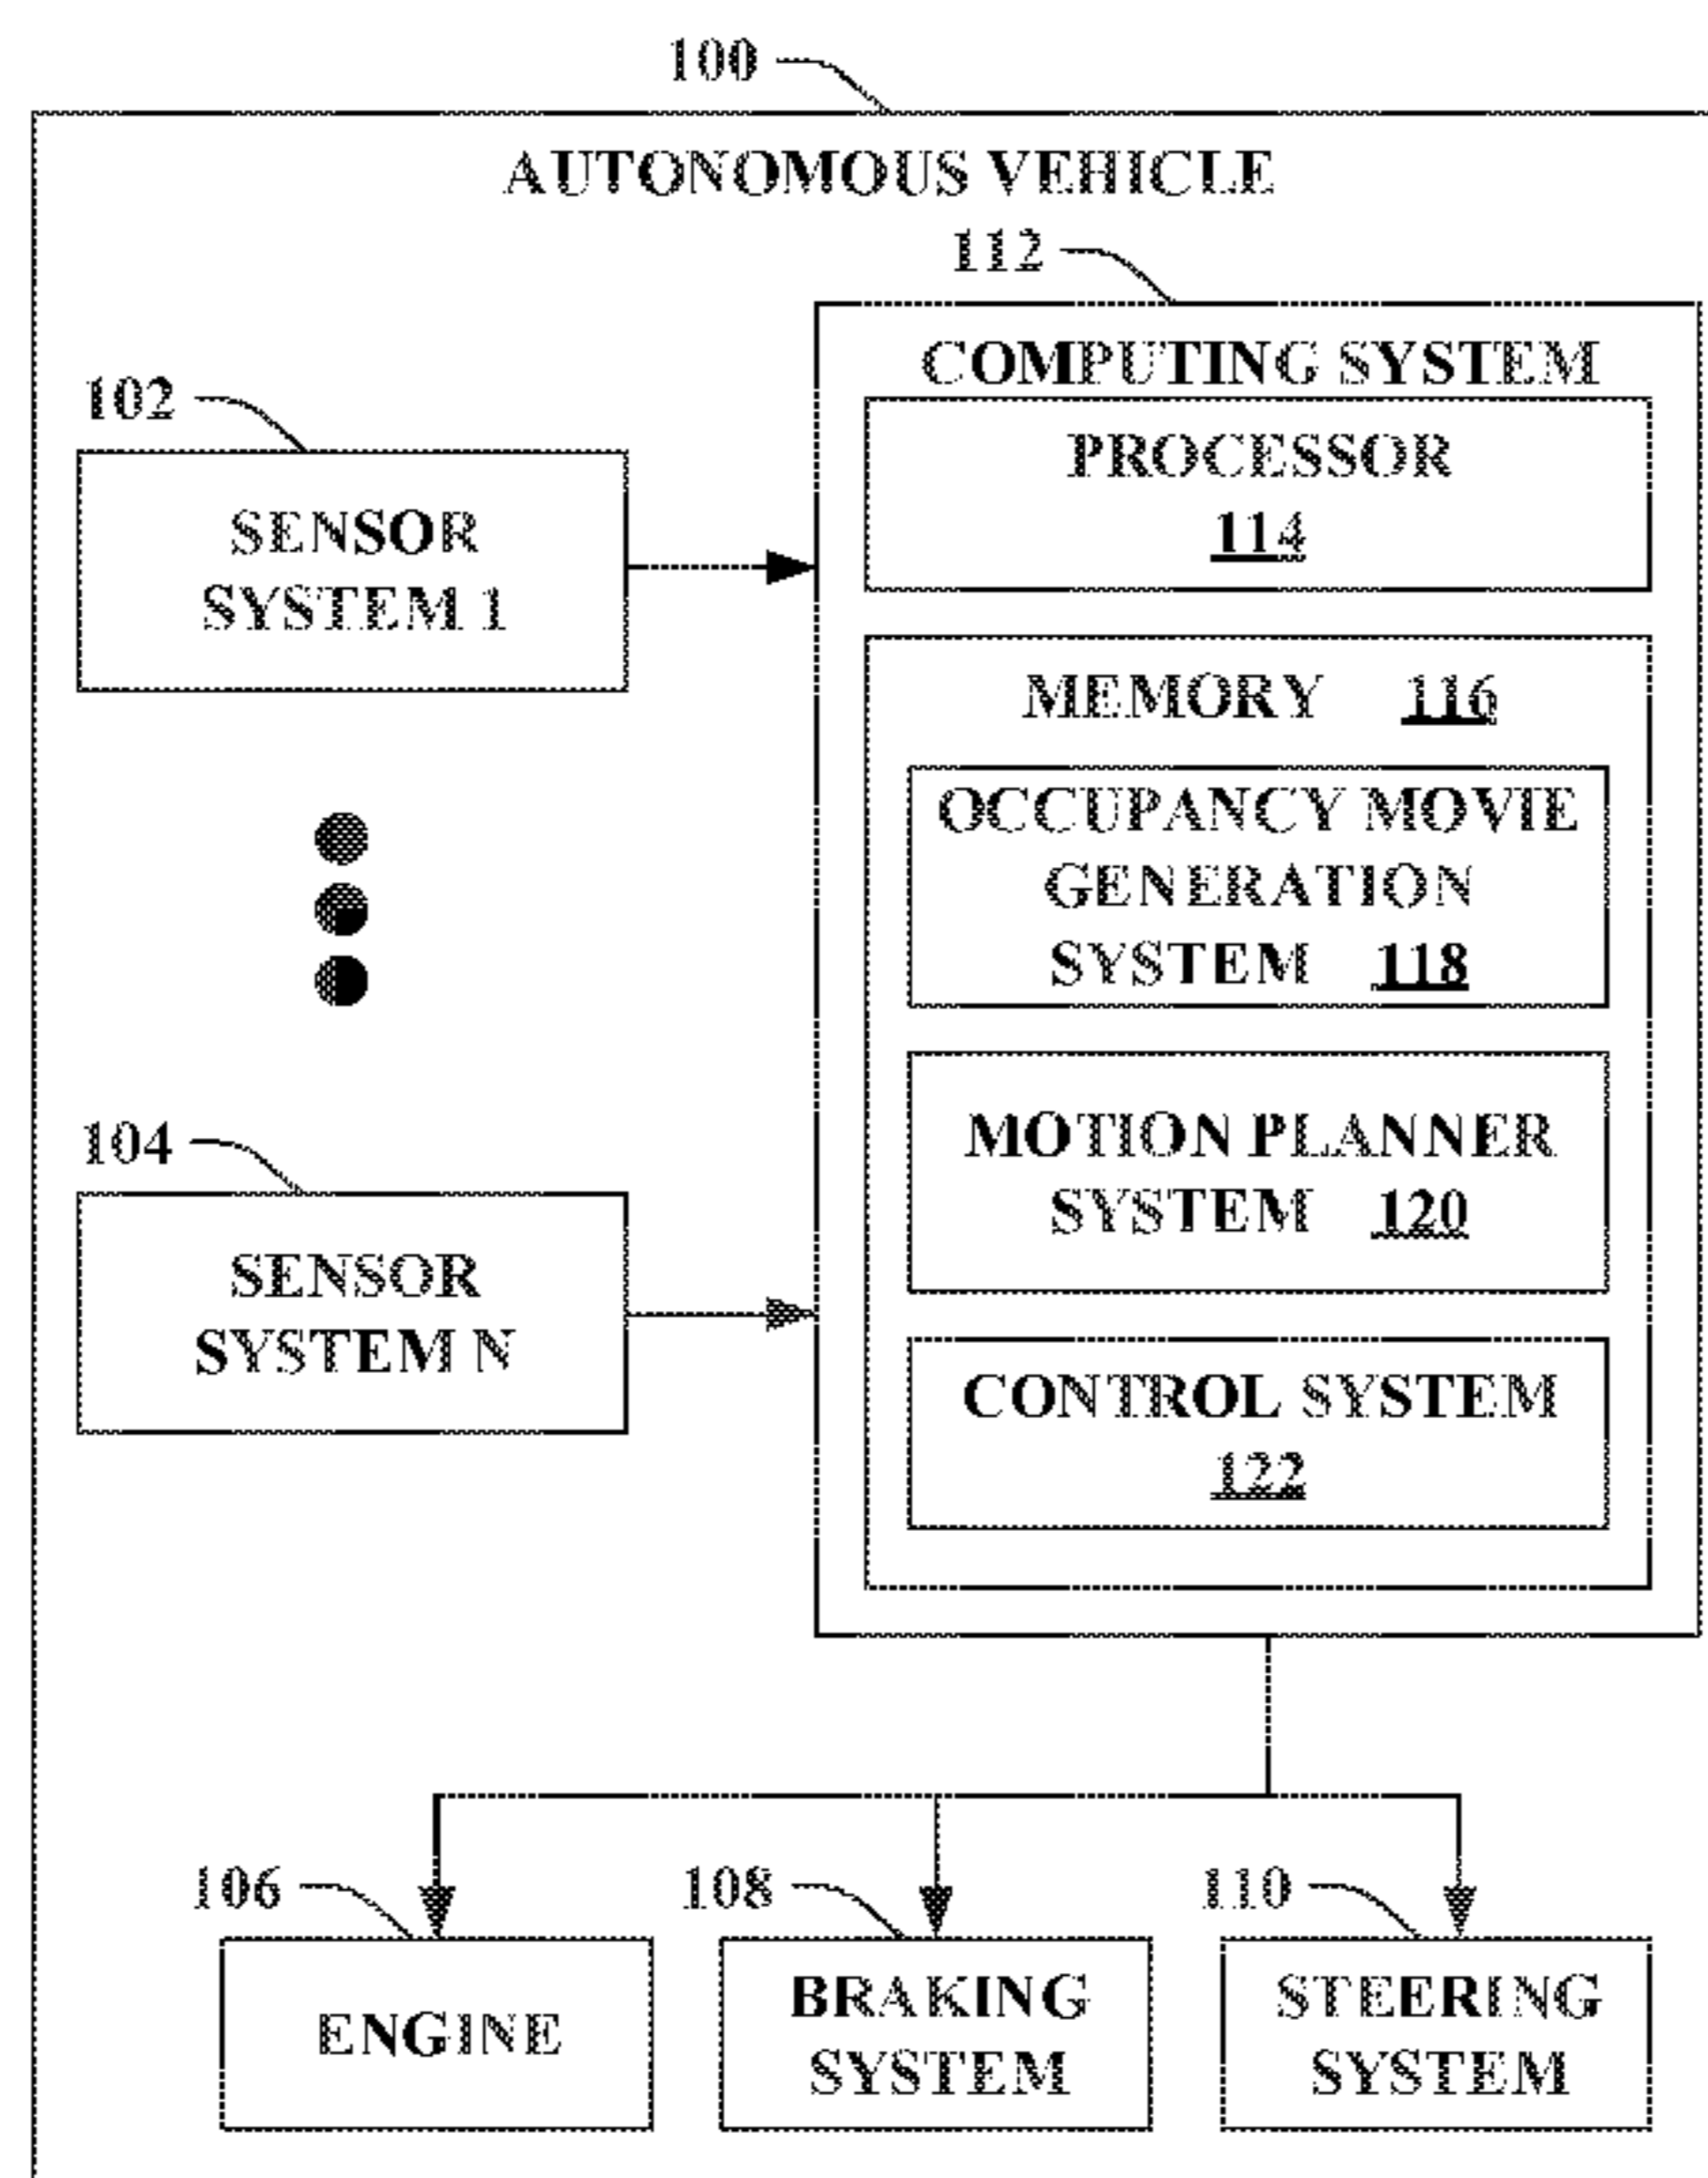 100
AUTONOMOUS VEHICLE
112
COMPUTING SYSTEM
PROCESSOR
114
102
SENSOR
SYSTEM 1
MEMORY 116
OCCUPANCY MOVIE
GENERATION
SYSTEM 118
104
SENSOR
SYSTEM N
MOTION PLANNER
SYSTEM 120
CONTROL SYSTEM
122
106
ENGINE
108
BRAKING
SYSTEM
110
STEERING
SYSTEM